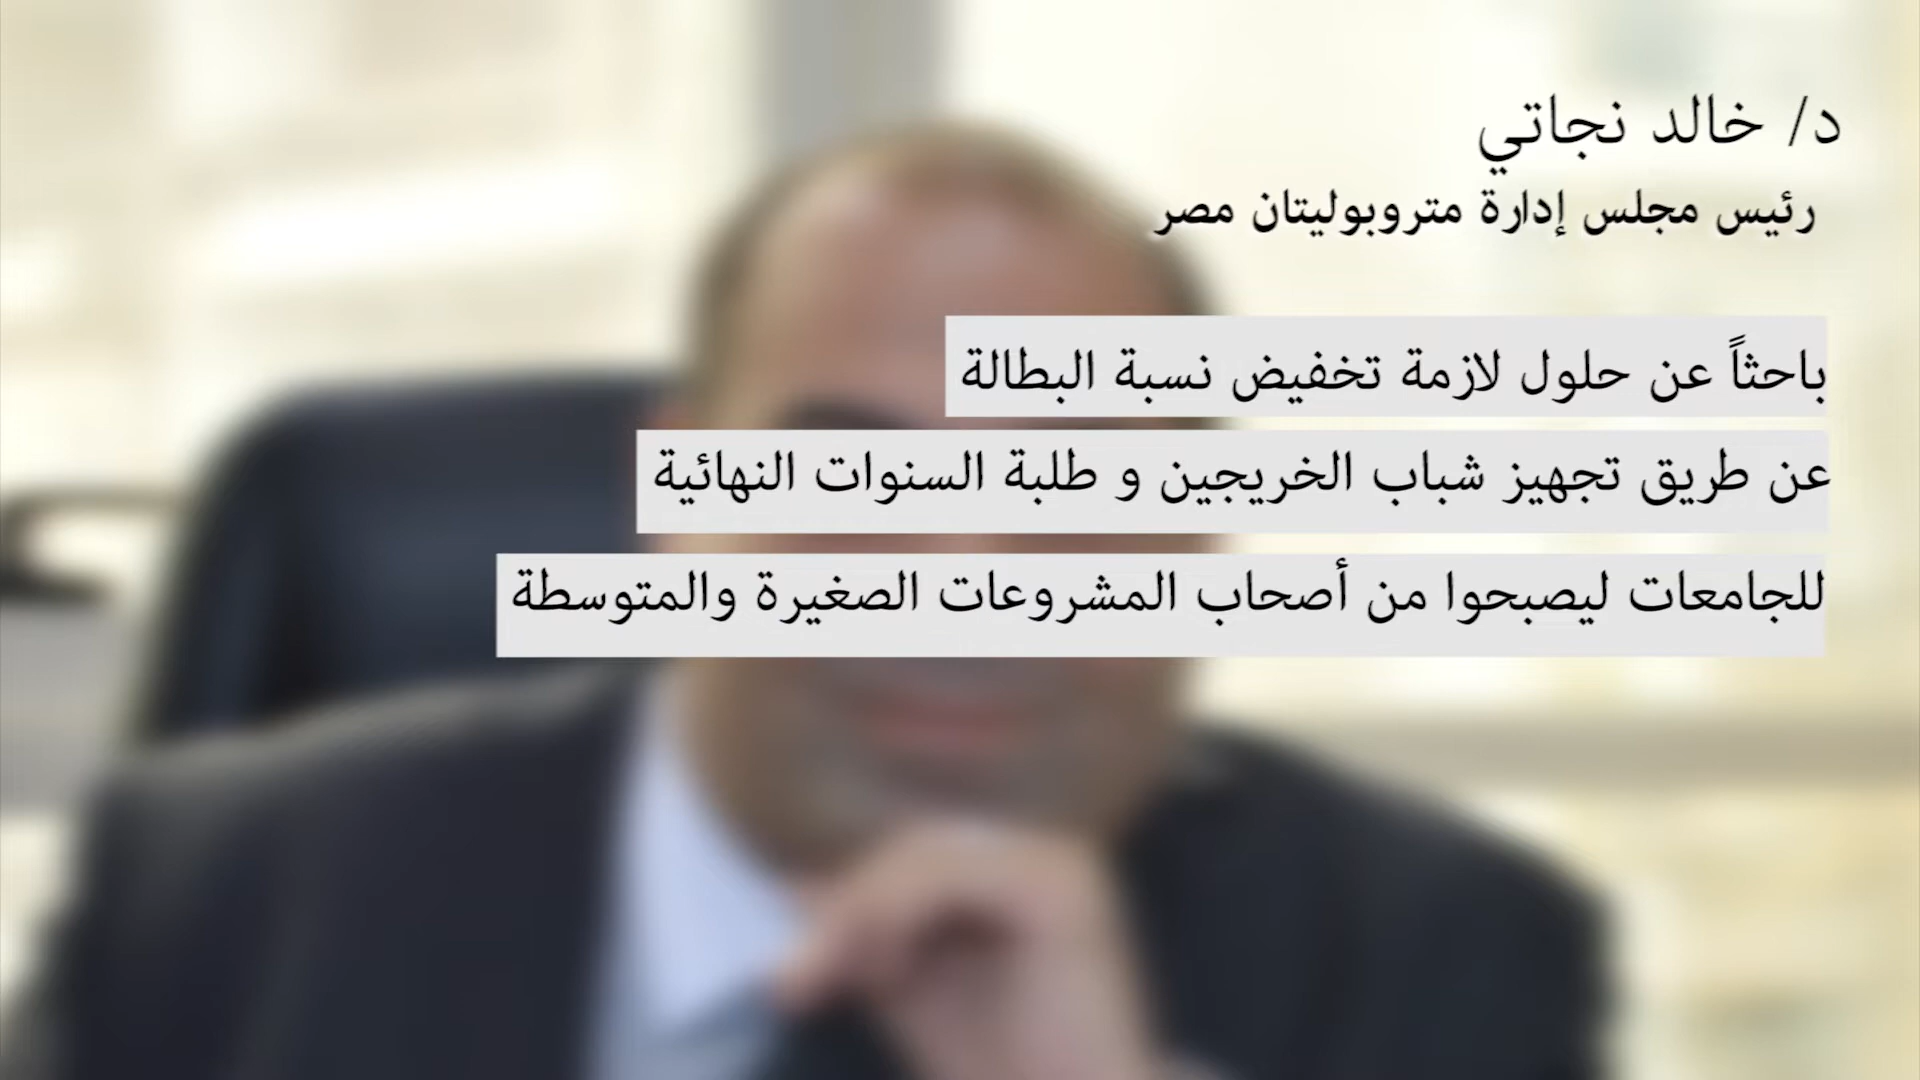 د/ خالد نجاتي
رئيس مجلس إدارة متروبوليتان مصر
باحثاً عن حلول لازمة تخفيض نسبة البطالة
عن طريق تجهيز شباب الخريجين و طلبة السنوات النهائية
للجامعات ليصبحوا من أصحاب المشروعات الصغيرة والمتوسطة